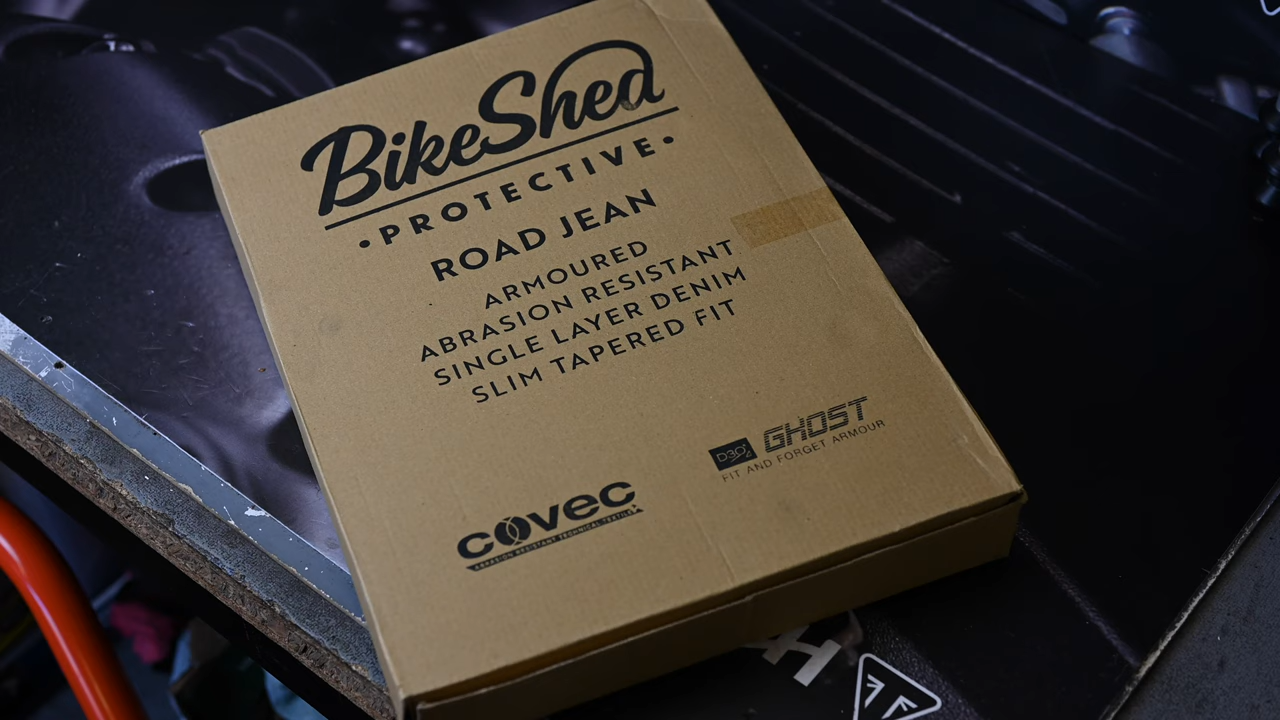 BikeShed
•PROTECTIVE•
ROAD JEAN
ARMOURED
ABRASION RESISTANT
SINGLE LAYER DENIM
SLIM TAPERED FIT
D3O GHOST
FIT AND FORGET ARMOUR
covec
ABRASION RESISTANT TECHNICAL TEXTILE
H